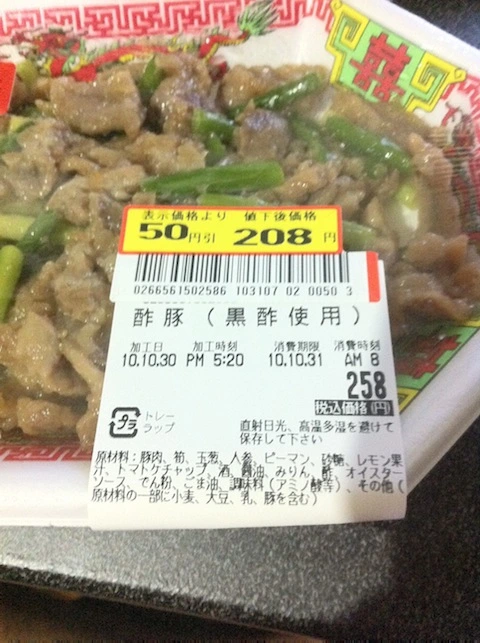 囍
表示価格より 値下後価格
50円引 208円
0266561502586 103107 02 0050 3
酢豚(黒酢使用)
加工日 加工時刻 消費期限 消費時刻
10.10.30 PM 5:20 10.10.31 AM 8
258
税込価格(円)
プラ トレー
ラップ
直射日光、高温多湿を避けて
保存して下さい
原材料:豚肉、筍、玉葱、人参、ピーマン、砂糖、レモン果
汁、トマトケチャップ、酒、醤油、みりん、酢、オイスター
ソース、でん粉、ごま油、調味料(アミノ酸等)、その他(
原材料の一部に小麦、大豆、乳、豚を含む)